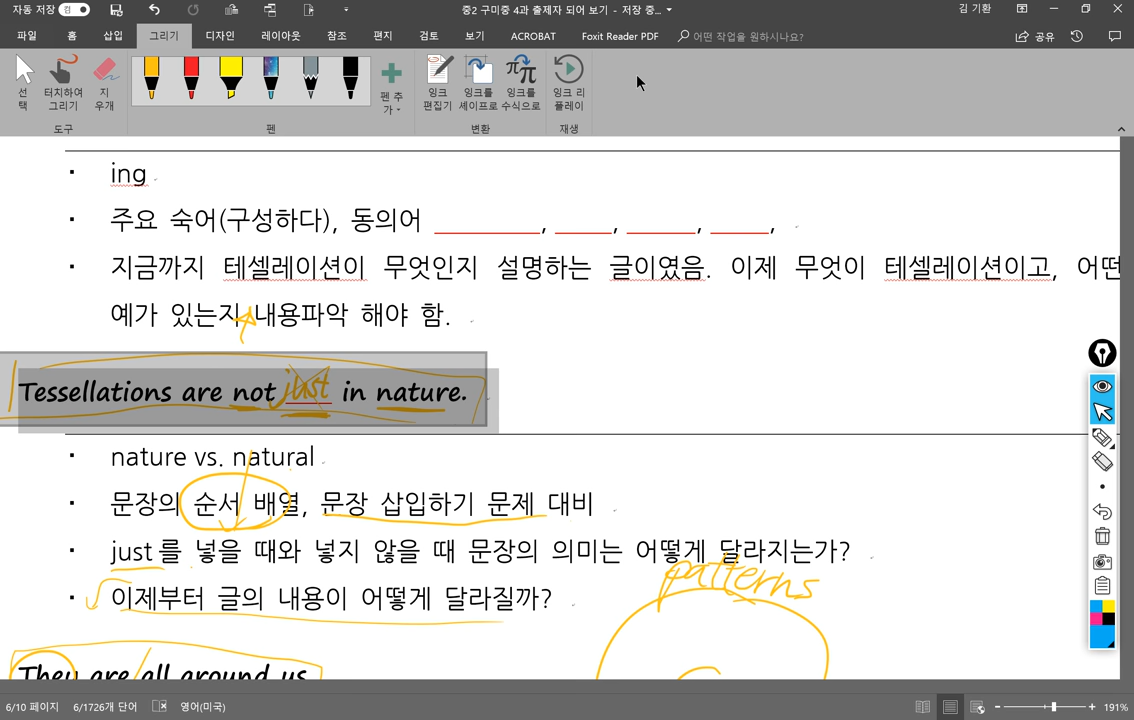 자동 저장 컴 중2 구미중 4과 출제자 되어 보기 - 저장 중... 김 기환
파일 홈 삽입 그리기 디자인 레이아웃 참조 편지 검토 보기 ACROBAT Foxit Reader PDF 어떤 작업을 원하시나요? 공유
선택 터치하여 그리기 지우개 펜 추가 잉크 편집기 잉크를 셰이프로 잉크를 수식으로 잉크 리플레이
도구 펜 변환 재생
ing
주요 숙어(구성하다), 동의어 ________, ____, _____, ____,
지금까지 테셀레이션이 무엇인지 설명하는 글이였음. 이제 무엇이 테셀레이션이고, 어떤
예가 있는지 내용파악 해야 함.
Tessellations are not just in nature.
nature vs. natural
문장의 순서 배열, 문장 삽입하기 문제 대비
just를 넣을 때와 넣지 않을 때 문장의 의미는 어떻게 달라지는가?
patterns
이제부터 글의 내용이 어떻게 달라질까?
They are all around us
6/10 페이지 6/1726개 단어 영어(미국) 191%